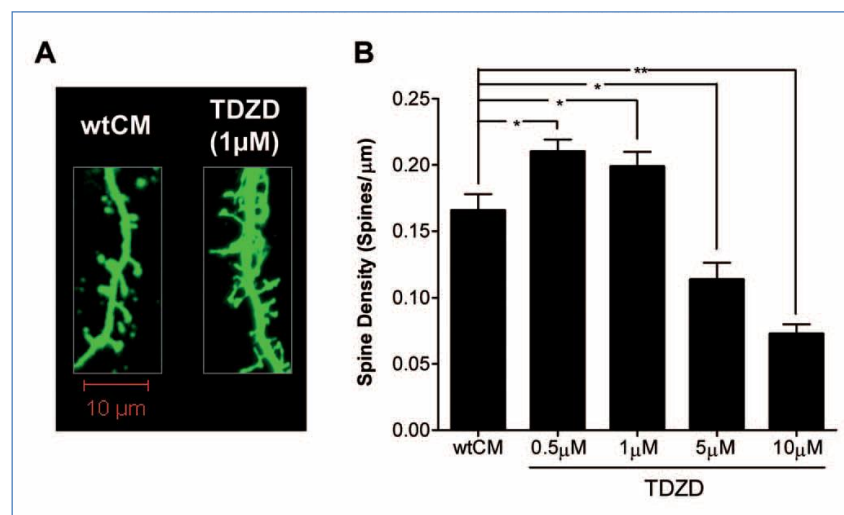 A
wtCM
TDZD
(1μM)
10 μm
B
Spine Density (Spines/μm)
0.25
0.20
0.15
0.10
0.05
0.00
**
*
*
*
wtCM 0.5μM 1μM 5μM 10μM
TDZD